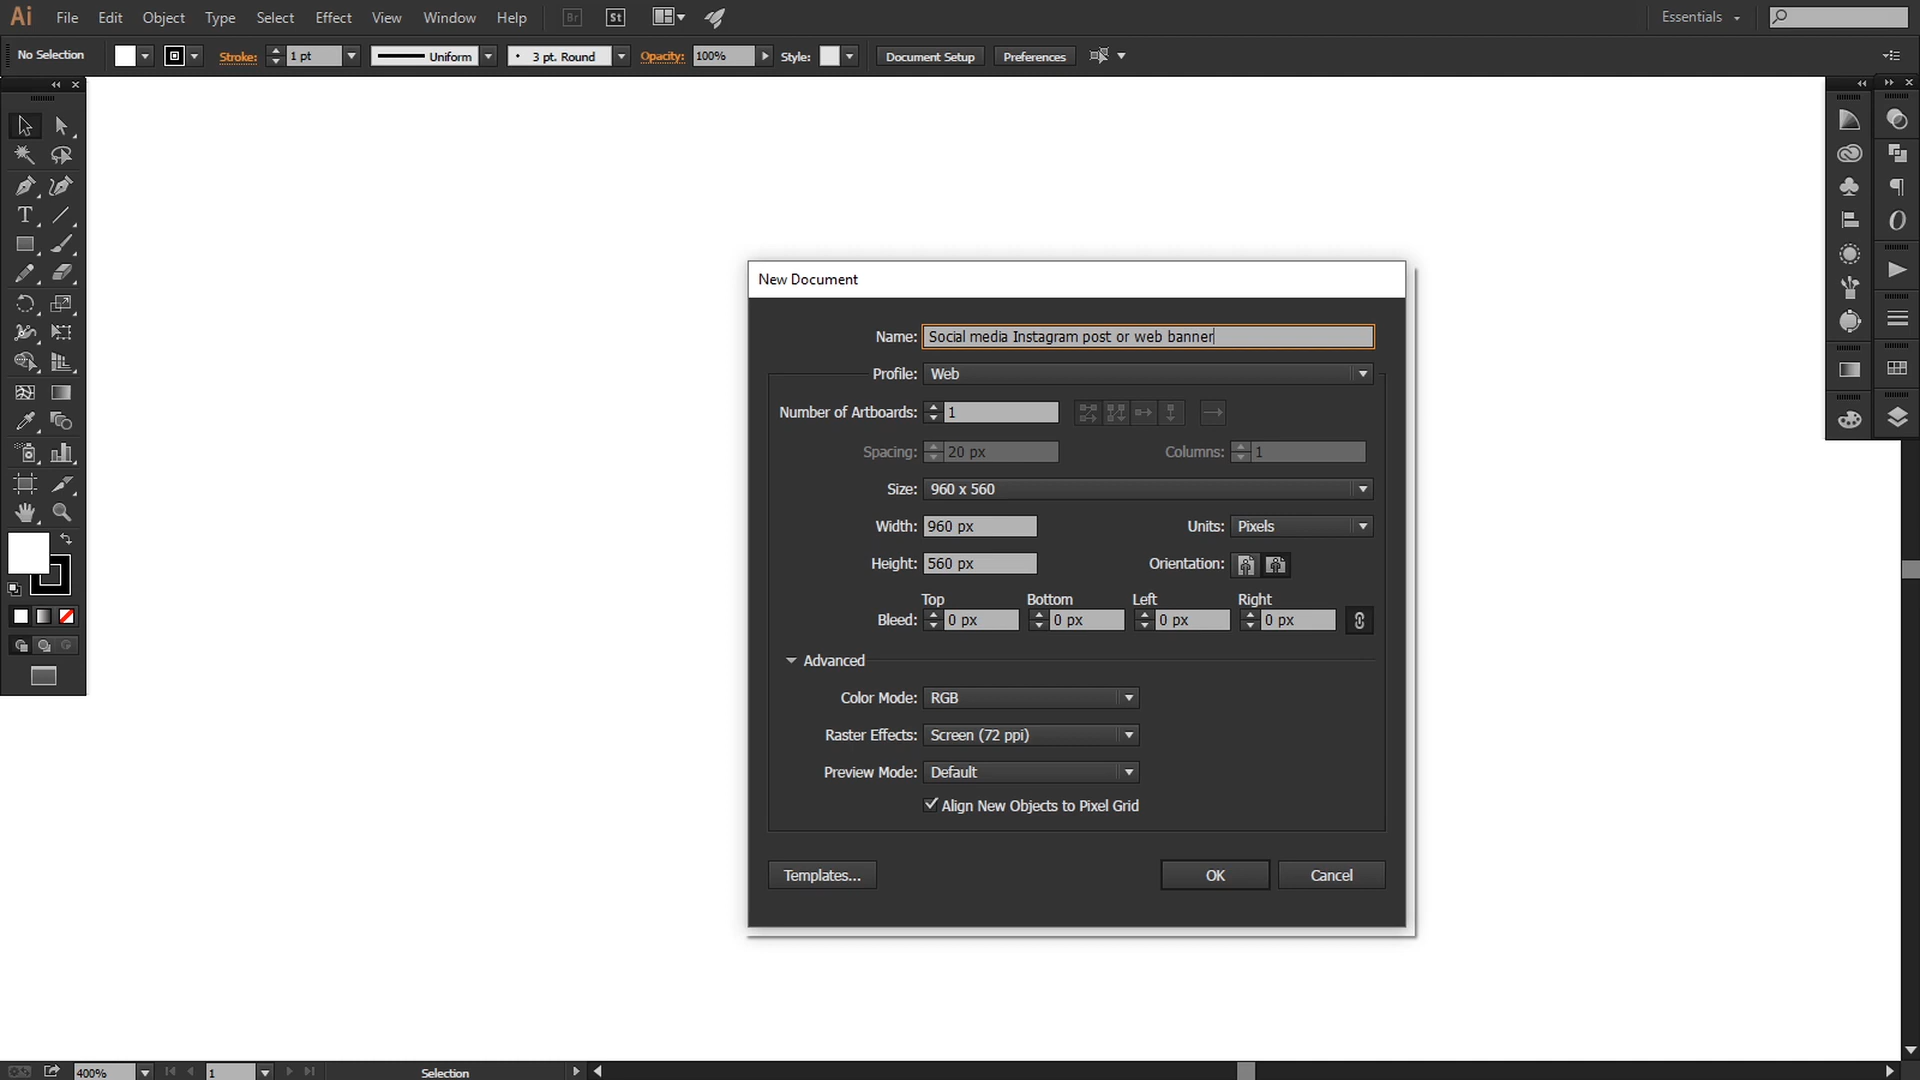 Ai File Edit Object Type Select Effect View Window Help Br St Essentials
No Selection Stroke: 1 pt Uniform 3 pt. Round Opacity: 100% Style: Document Setup Preferences
New Document
Name: Social media Instagram post or web banner
Profile: Web
Number of Artboards: 1
Spacing: 20 px Columns: 1
Size: 960 x 560
Width: 960 px Units: Pixels
Height: 560 px Orientation:
Top Bottom Left Right
Bleed: 0 px 0 px 0 px 0 px
Advanced
Color Mode: RGB
Raster Effects: Screen (72 ppi)
Preview Mode: Default
Align New Objects to Pixel Grid
Templates... OK Cancel
400% 1 Selection